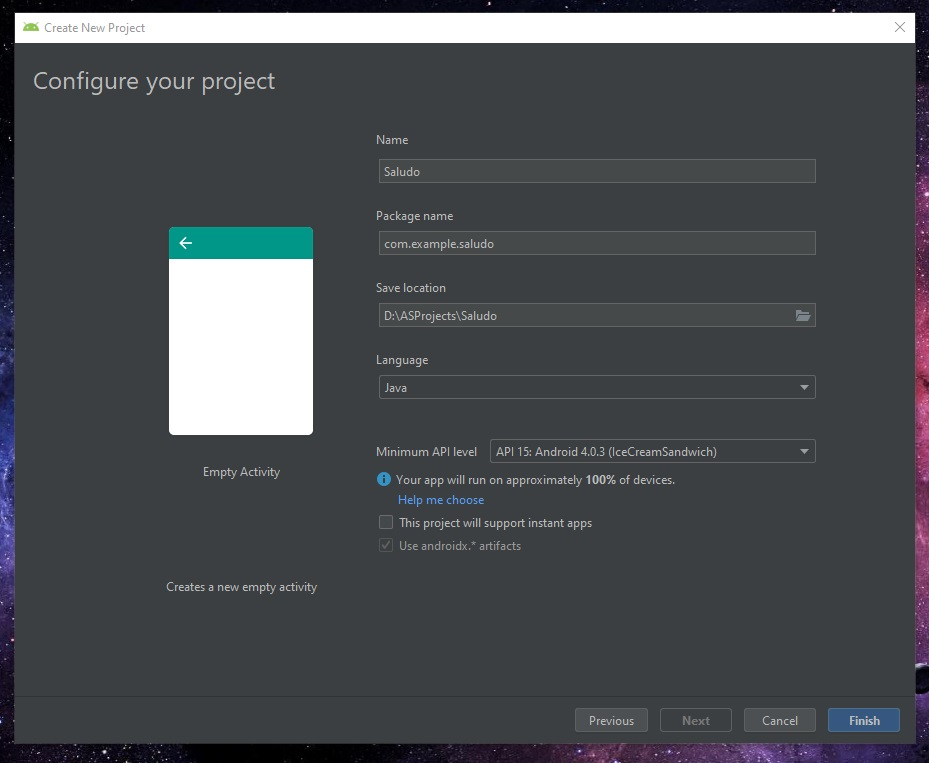 Create New Project
Configure your project
Name
Saludo
Package name
com.example.saludo
Save location
D:\ASProjects\Saludo
Language
Java
Minimum API level API 15: Android 4.0.3 (IceCreamSandwich)
Your app will run on approximately 100% of devices.
Help me choose
This project will support instant apps
Use androidx.* artifacts
Empty Activity
Creates a new empty activity
Previous Next Cancel Finish